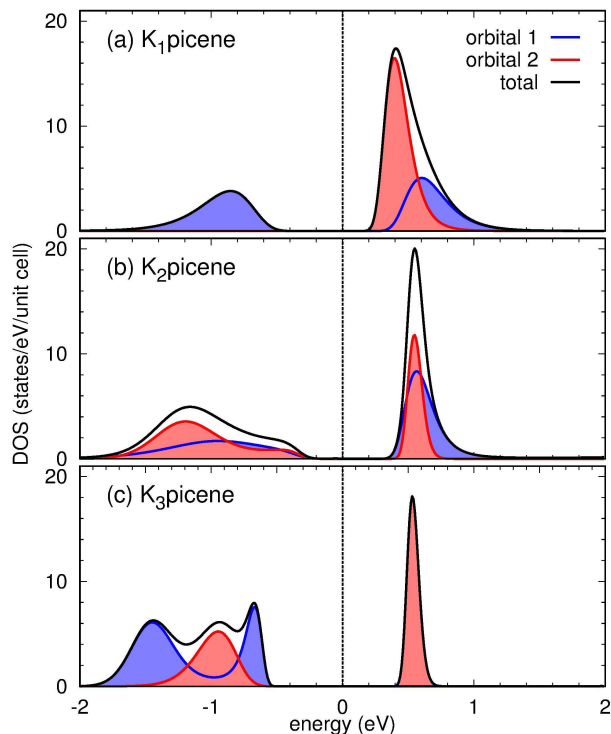 20
(a) K₁picene
orbital 1
orbital 2
total
10
0
20
(b) K₂picene
10
0
DOS (states/eV/unit cell)
20
(c) K₃picene
10
0
-2 -1 0 1 2
energy (eV)